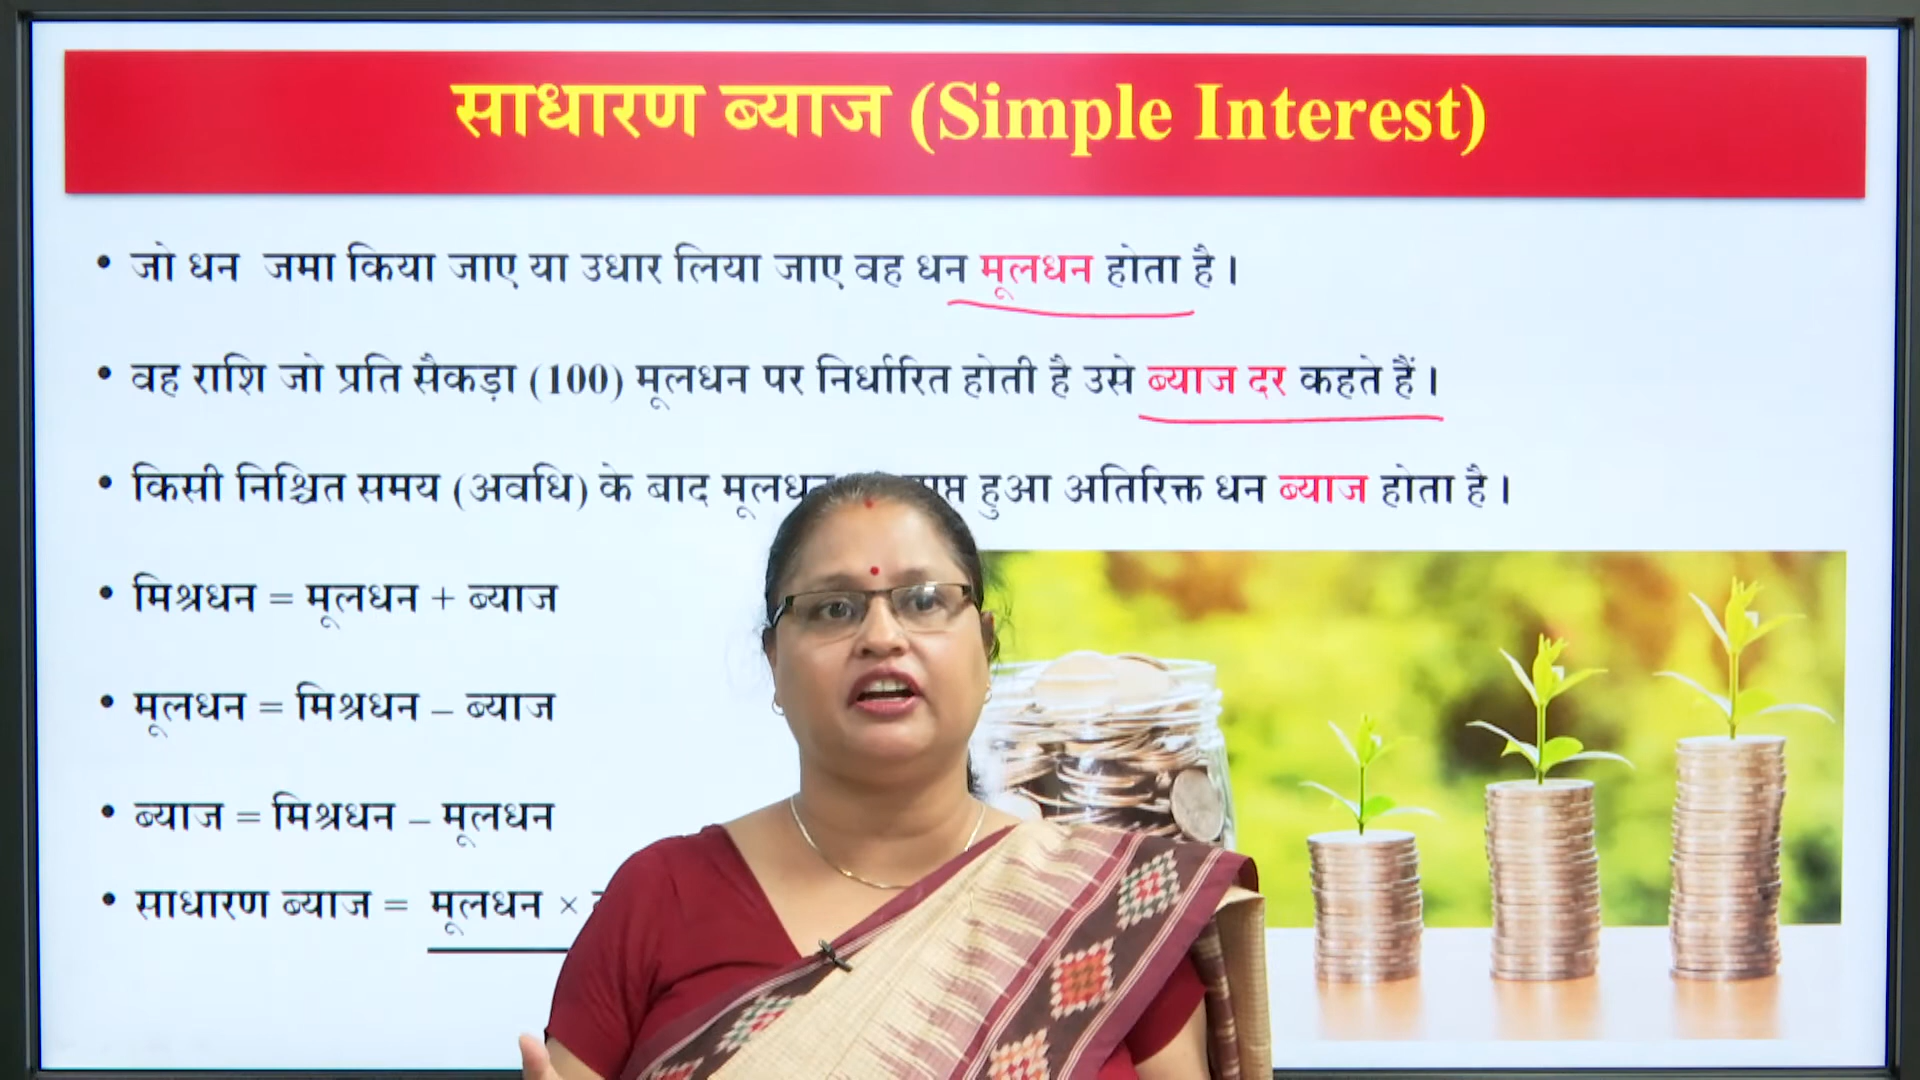 साधारण ब्याज (Simple Interest)
• जो धन जमा किया जाए या उधार लिया जाए वह धन मूलधन होता है।
• वह राशि जो प्रति सैकड़ा (100) मूलधन पर निर्धारित होती है उसे ब्याज दर कहते हैं।
• किसी निश्चित समय (अवधि) के बाद हुआ अतिरिक्त धन ब्याज होता है।
• मिश्रधन = मूलधन + ब्याज
• मूलधन = मिश्रधन – ब्याज
• ब्याज = मिश्रधन – मूलधन
• साधारण ब्याज = मूलधन ×